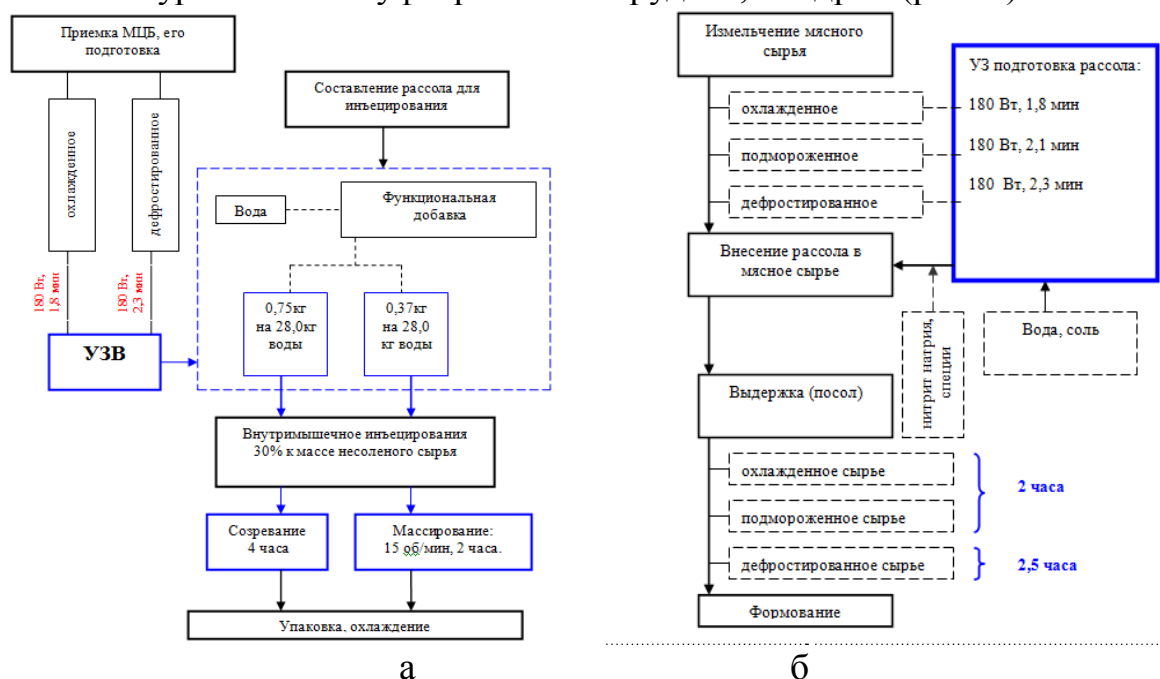 Приемка МЦБ, его
подготовка
охлажденное
дефростированное
180 Вт,
1,8 мин
180 Вт,
2,3 мин
УЗВ
Составление рассола для
инъецирования
Вода
Функциональная
добавка
0,75кг
на 28,0кг
воды
0,37кг
на 28,0
кг воды
Внутримышечное инъецирования
30% к массе несоленого сырья
Созревание
4 часа
Массирование:
15 об/мин, 2 часа.
Упаковка, охлаждение
а
Измельчение мясного
сырья
охлажденное
подмороженное
дефростированное
УЗ подготовка рассола:
180 Вт, 1,8 мин
180 Вт, 2,1 мин
180 Вт, 2,3 мин
Внесение рассола в
мясное сырье
нитрит натрия,
специи
Вода, соль
Выдержка (посол)
охлажденное сырье
подмороженное сырье
2 часа
дефростированное сырье
2,5 часа
Формование
б